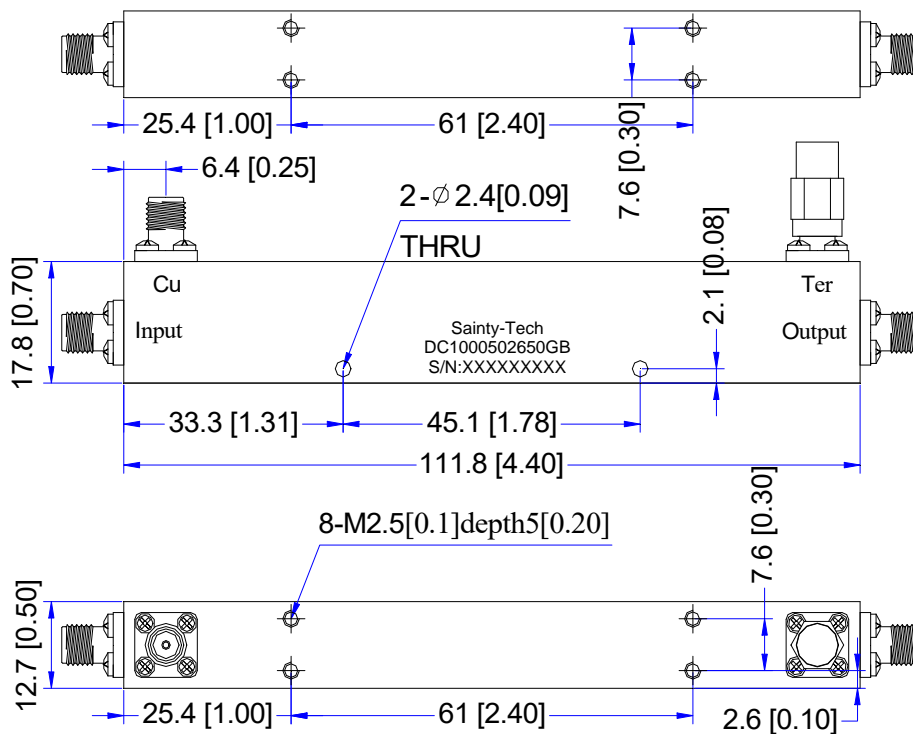 25.4 [1.00]
61 [2.40]
7.6 [0.30]
6.4 [0.25]
2-∅ 2.4[0.09]
THRU
2.1 [0.08]
17.8 [0.70]
Cu
Ter
Input
Output
Sainty-Tech
DC1000502650GB
S/N:XXXXXXXXX
33.3 [1.31]
45.1 [1.78]
111.8 [4.40]
8-M2.5[0.1]depth5[0.20]
7.6 [0.30]
12.7 [0.50]
25.4 [1.00]
61 [2.40]
2.6 [0.10]